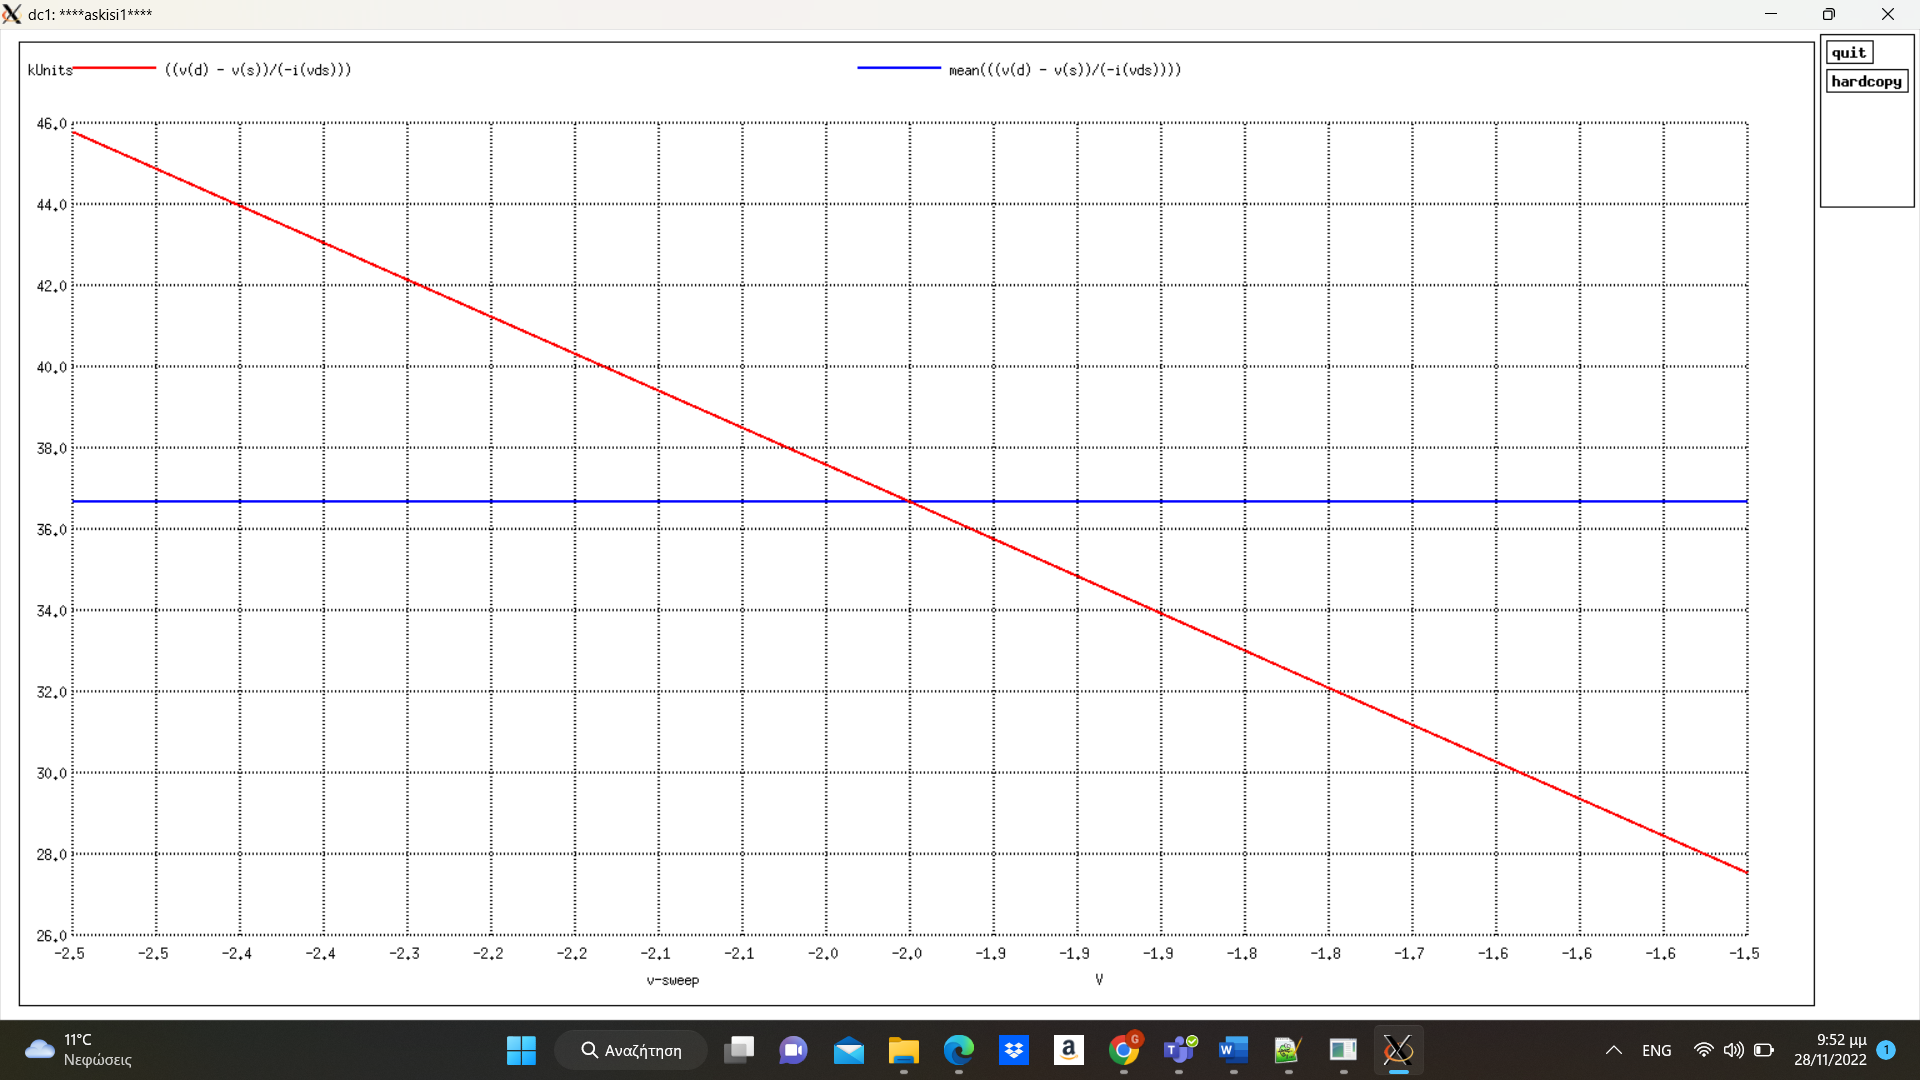 dc1: ****askisi1****
quit
hardcopy
kUnits
((v(d) - v(s))/(-i(vds)))
mean(((v(d) - v(s))/(-i(vds))))
46.0
44.0
42.0
40.0
38.0
36.0
34.0
32.0
30.0
28.0
26.0
-2.5 -2.5 -2.4 -2.4 -2.3 -2.2 -2.2 -2.1 -2.1 -2.0 -2.0 -1.9 -1.9 -1.9 -1.8 -1.8 -1.7 -1.6 -1.6 -1.6 -1.5
v-sweep V
11°C
Νεφώσεις
Αναζήτηση
a
G
T
W
ENG
9:52 μμ
28/11/2022
1